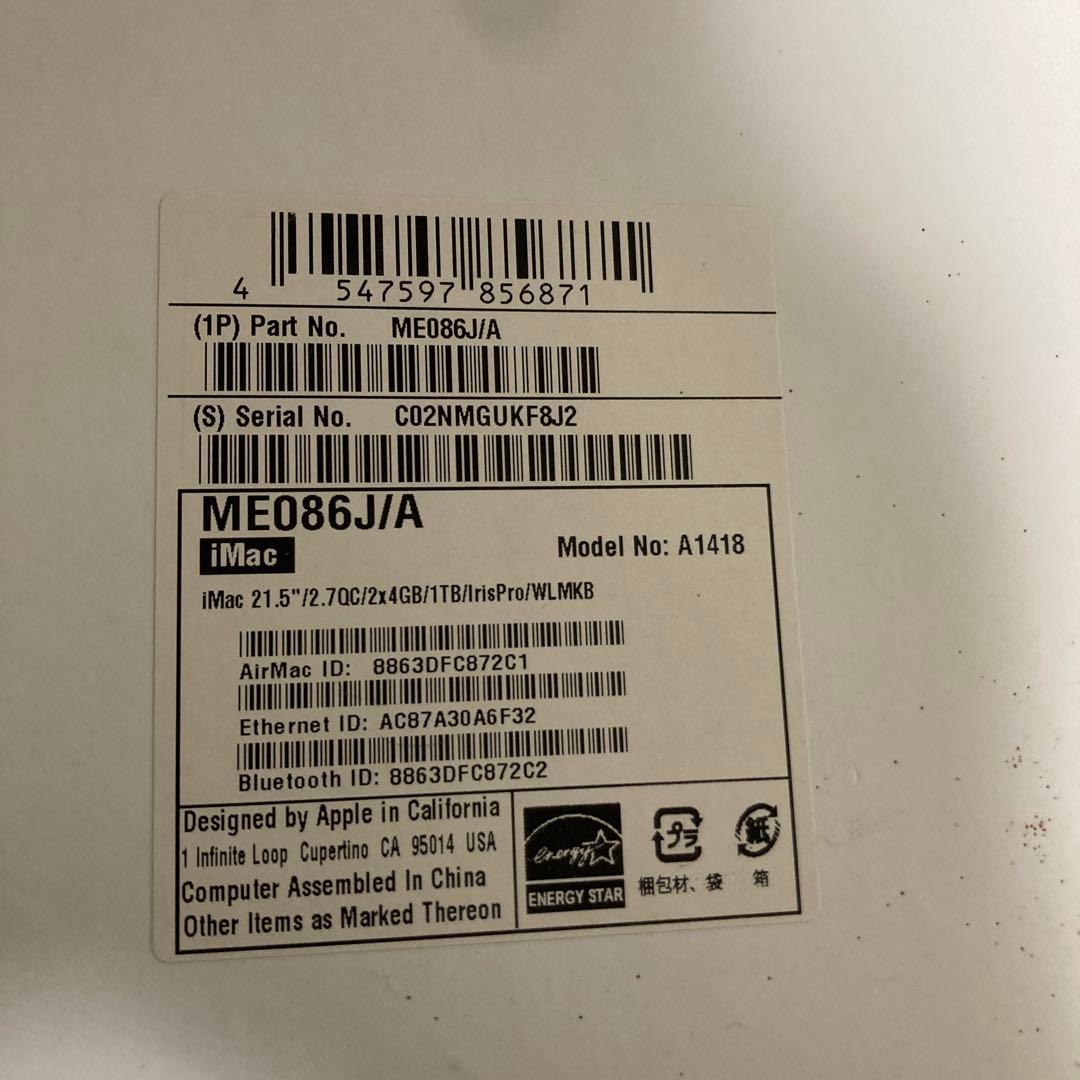 4 547597 856871
(1P) Part No. ME086J/A
(S) Serial No. C02NMGUKF8J2
ME086J/A
iMac
Model No: A1418
iMac 21.5"/2.7QC/2x4GB/1TB/IrisPro/WLMKB
AirMac ID: 8863DFC872C1
Ethernet ID: AC87A30A6F32
Bluetooth ID: 8863DFC872C2
Designed by Apple in California
1 Infinite Loop Cupertino CA 95014 USA
Computer Assembled In China
Other Items as Marked Thereon
energy
ENERGY STAR
プラ
梱包材、袋
紙
箱